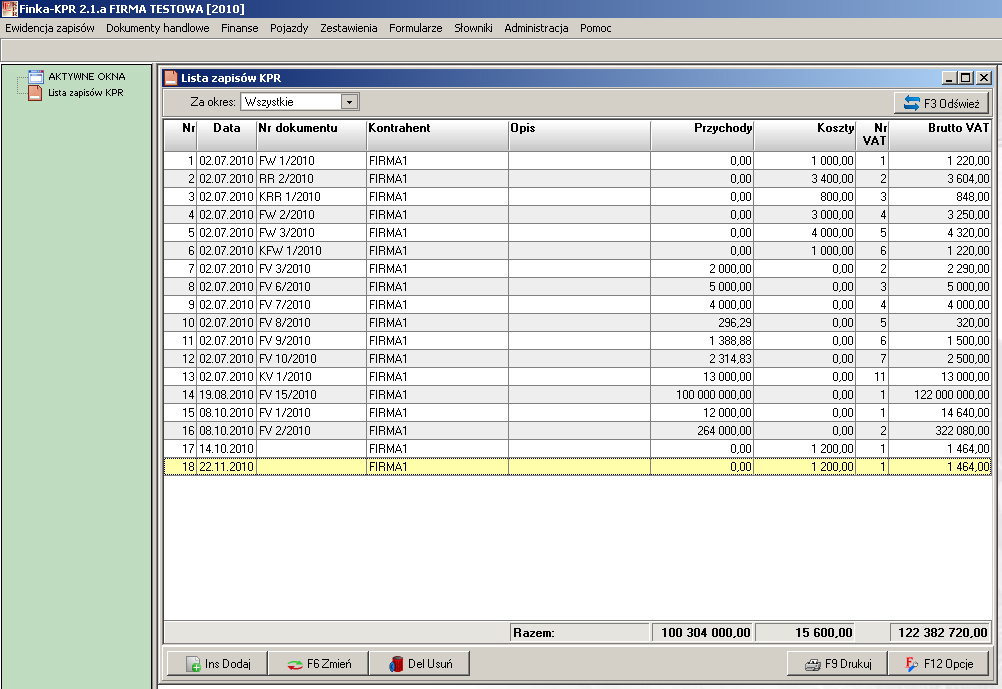 Finka-KPR 2.1.a FIRMA TESTOWA [2010]
Ewidencja zapisów Dokumenty handlowe Finanse Pojazdy Zestawienia Formularze Słowniki Administracja Pomoc
AKTYWNE OKNA
Lista zapisów KPR
Lista zapisów KPR
Za okres: Wszystkie F3 Odśwież
Nr Data Nr dokumentu Kontrahent Opis Przychody Koszty Nr VAT Brutto VAT
1 02.07.2010 FW 1/2010 FIRMA1 0,00 1 000,00 1 1 220,00
2 02.07.2010 RR 2/2010 FIRMA1 0,00 3 400,00 2 3 604,00
3 02.07.2010 KRR 1/2010 FIRMA1 0,00 800,00 3 848,00
4 02.07.2010 FW 2/2010 FIRMA1 0,00 3 000,00 4 3 250,00
5 02.07.2010 FW 3/2010 FIRMA1 0,00 4 000,00 5 4 320,00
6 02.07.2010 KFW 1/2010 FIRMA1 0,00 1 000,00 6 1 220,00
7 02.07.2010 FV 3/2010 FIRMA1 2 000,00 0,00 2 2 290,00
8 02.07.2010 FV 6/2010 FIRMA1 5 000,00 0,00 3 5 000,00
9 02.07.2010 FV 7/2010 FIRMA1 4 000,00 0,00 4 4 000,00
10 02.07.2010 FV 8/2010 FIRMA1 296,29 0,00 5 320,00
11 02.07.2010 FV 9/2010 FIRMA1 1 388,88 0,00 6 1 500,00
12 02.07.2010 FV 10/2010 FIRMA1 2 314,83 0,00 7 2 500,00
13 02.07.2010 KV 1/2010 FIRMA1 13 000,00 0,00 11 13 000,00
14 19.08.2010 FV 15/2010 FIRMA1 100 000 000,00 0,00 1 122 000 000,00
15 08.10.2010 FV 1/2010 FIRMA1 12 000,00 0,00 1 14 640,00
16 08.10.2010 FV 2/2010 FIRMA1 264 000,00 0,00 2 322 080,00
17 14.10.2010 FIRMA1 0,00 1 200,00 1 1 464,00
18 22.11.2010 FIRMA1 0,00 1 200,00 1 1 464,00
Razem: 100 304 000,00 15 600,00 122 382 720,00
Ins Dodaj F6 Zmień Del Usuń F9 Drukuj F12 Opcje